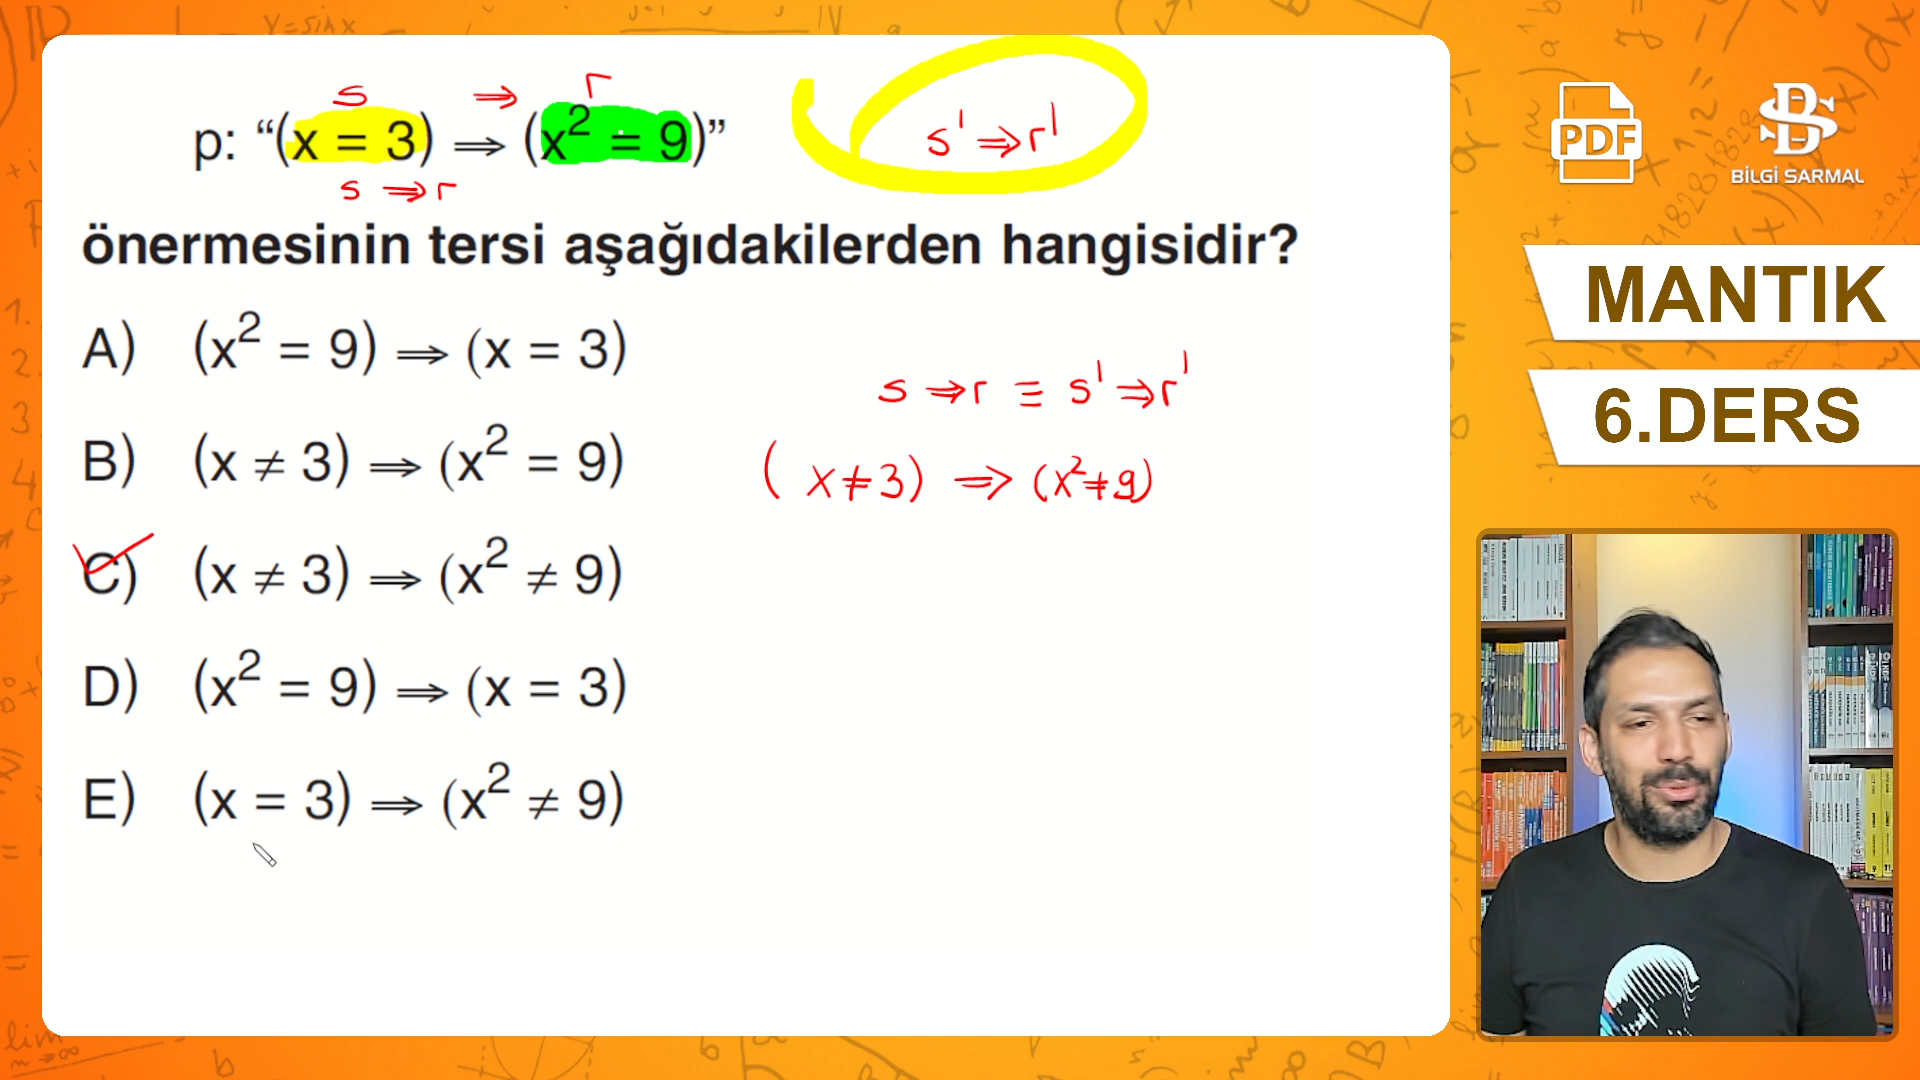 s ⇒ r
p: “(x = 3) ⇒ (x² = 9)”
s ⇒ r
s' ⇒ r'
önermesinin tersi aşağıdakilerden hangisidir?
A) (x² = 9) ⇒ (x = 3)
B) (x ≠ 3) ⇒ (x² = 9)
C) (x ≠ 3) ⇒ (x² ≠ 9)
D) (x² = 9) ⇒ (x = 3)
E) (x = 3) ⇒ (x² ≠ 9)
s ⇒ r ≡ s' ⇒ r'
(x ≠ 3) ⇒ (x² ≠ 9)
PDF
BİLGİ SARMAL
MANTIK
6.DERS